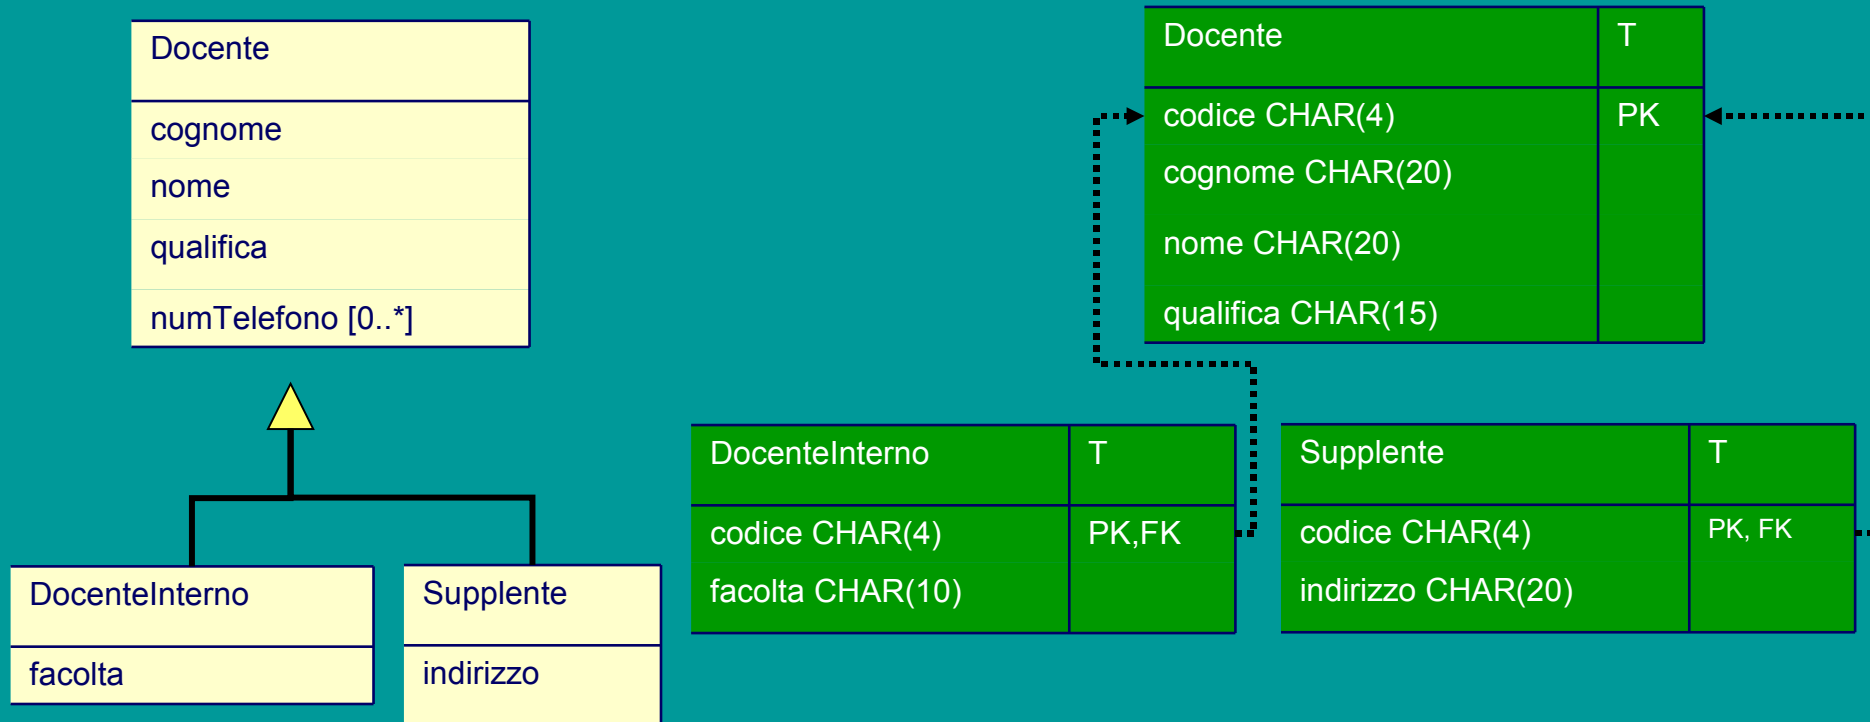 Docente
cognome
nome
qualifica
numTelefono [0..*]
DocenteInterno
facolta
Supplente
indirizzo
Docente T
codice CHAR(4) PK
cognome CHAR(20)
nome CHAR(20)
qualifica CHAR(15)
DocenteInterno T
codice CHAR(4) PK,FK
facolta CHAR(10)
Supplente T
codice CHAR(4) PK, FK
indirizzo CHAR(20)